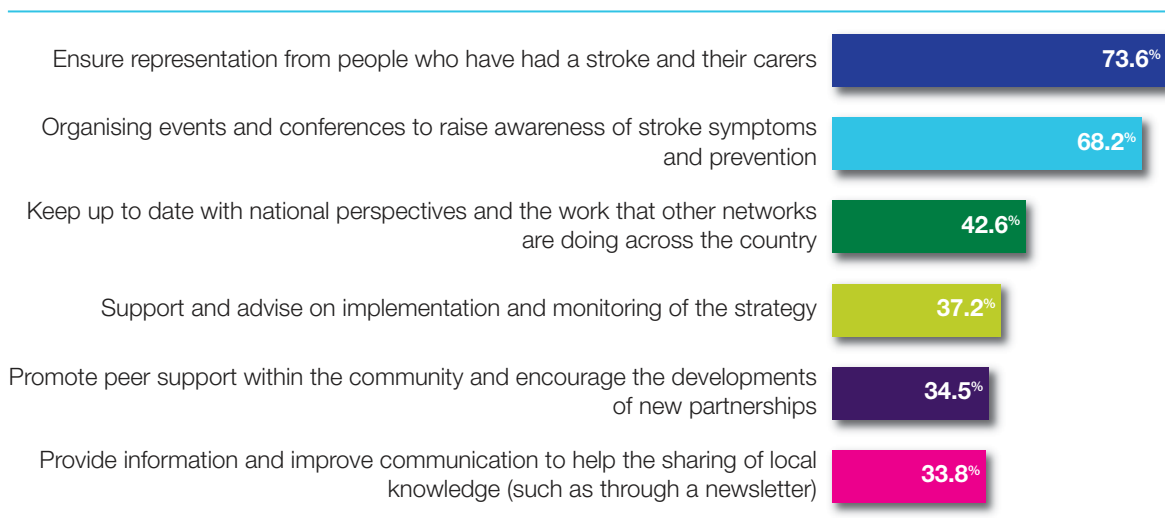 Ensure representation from people who have had a stroke and their carers
73.6%
Organising events and conferences to raise awareness of stroke symptoms
and prevention
68.2%
Keep up to date with national perspectives and the work that other networks
are doing across the country
42.6%
Support and advise on implementation and monitoring of the strategy
37.2%
Promote peer support within the community and encourage the developments
of new partnerships
34.5%
Provide information and improve communication to help the sharing of local
knowledge (such as through a newsletter)
33.8%